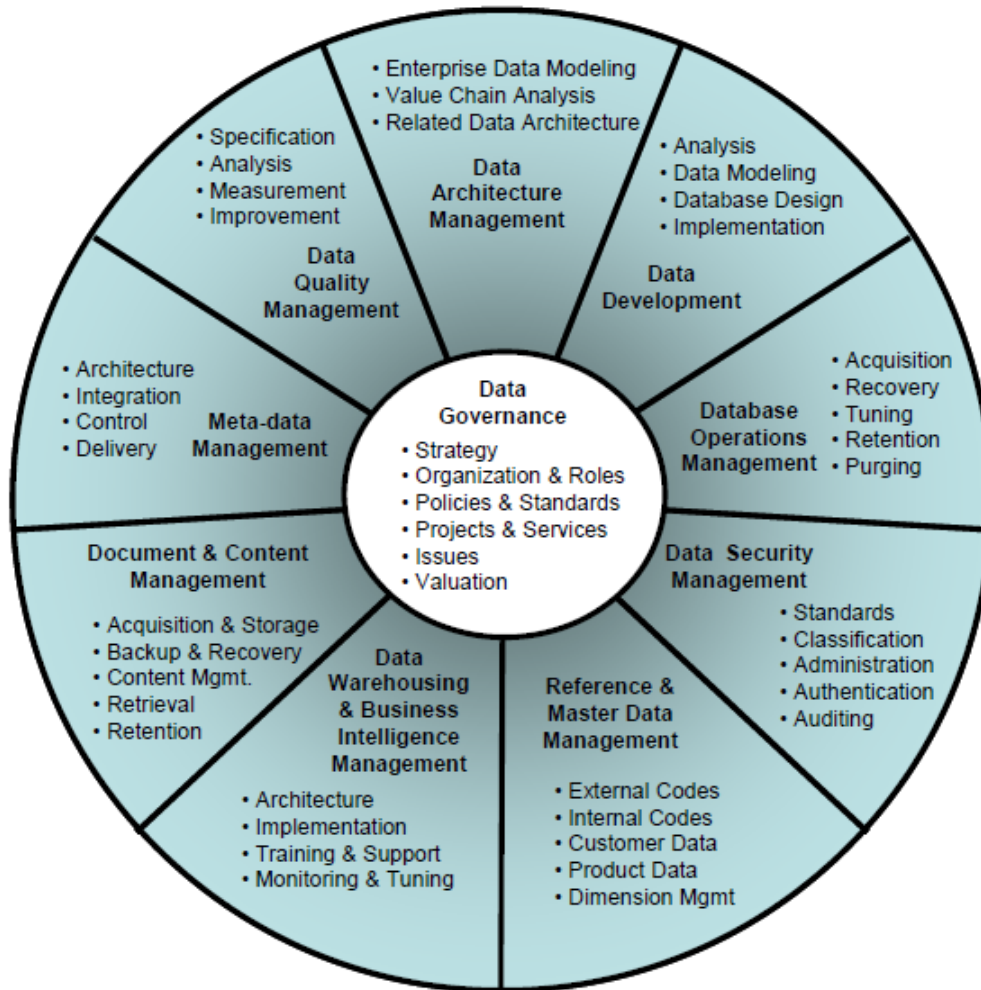 • Enterprise Data Modeling
• Value Chain Analysis
• Related Data Architecture
Data
Architecture
Management
• Analysis
• Data Modeling
• Database Design
• Implementation
Data
Development
• Acquisition
• Recovery
• Tuning
• Retention
• Purging
Database
Operations
Management
Data Security
Management
• Standards
• Classification
• Administration
• Authentication
• Auditing
Reference &
Master Data
Management
• External Codes
• Internal Codes
• Customer Data
• Product Data
• Dimension Mgmt
Data
Warehousing
& Business
Intelligence
Management
• Architecture
• Implementation
• Training & Support
• Monitoring & Tuning
Document & Content
Management
• Acquisition & Storage
• Backup & Recovery
• Content Mgmt.
• Retrieval
• Retention
• Architecture
• Integration
• Control
• Delivery
Meta-data
Management
• Specification
• Analysis
• Measurement
• Improvement
Data
Quality
Management
Data
Governance
• Strategy
• Organization & Roles
• Policies & Standards
• Projects & Services
• Issues
• Valuation